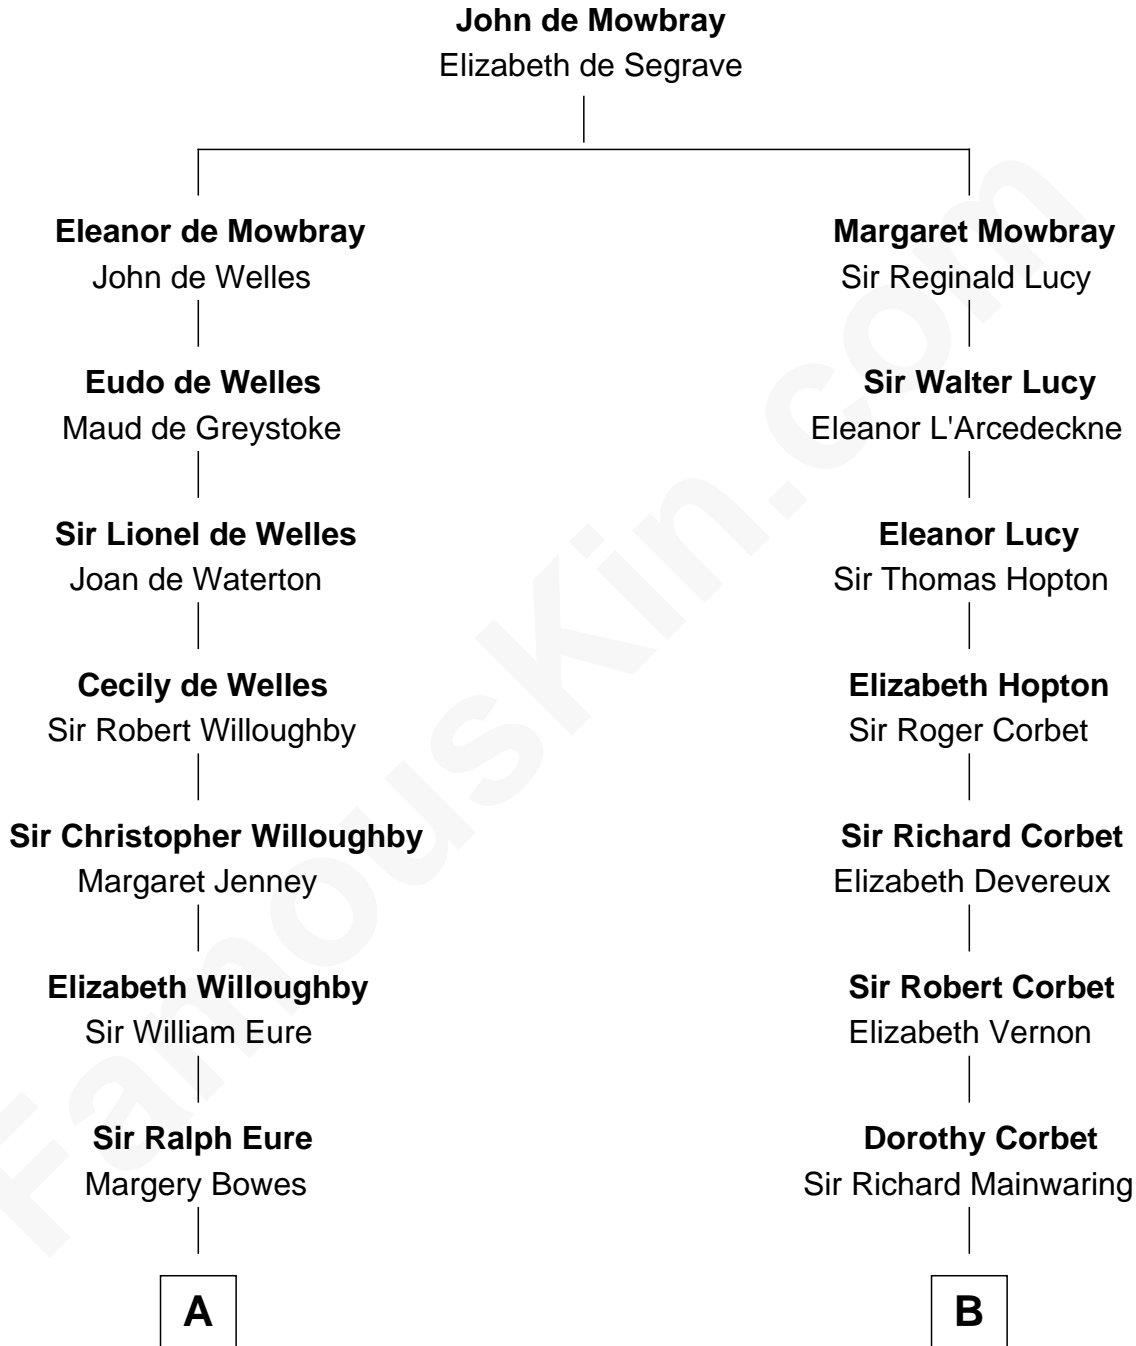 John de Mowbray
Elizabeth de Segrave
Eleanor de Mowbray
John de Welles
Margaret Mowbray
Sir Reginald Lucy
Eudo de Welles
Maud de Greystoke
Sir Walter Lucy
Eleanor L'Arcedeckne
Sir Lionel de Welles
Joan de Waterton
Eleanor Lucy
Sir Thomas Hopton
Cecily de Welles
Sir Robert Willoughby
Elizabeth Hopton
Sir Roger Corbet
Sir Christopher Willoughby
Margaret Jenney
Sir Richard Corbet
Elizabeth Devereux
Elizabeth Willoughby
Sir William Eure
Sir Robert Corbet
Elizabeth Vernon
Sir Ralph Eure
Margery Bowes
Dorothy Corbet
Sir Richard Mainwaring
A
B
FamousKin.com